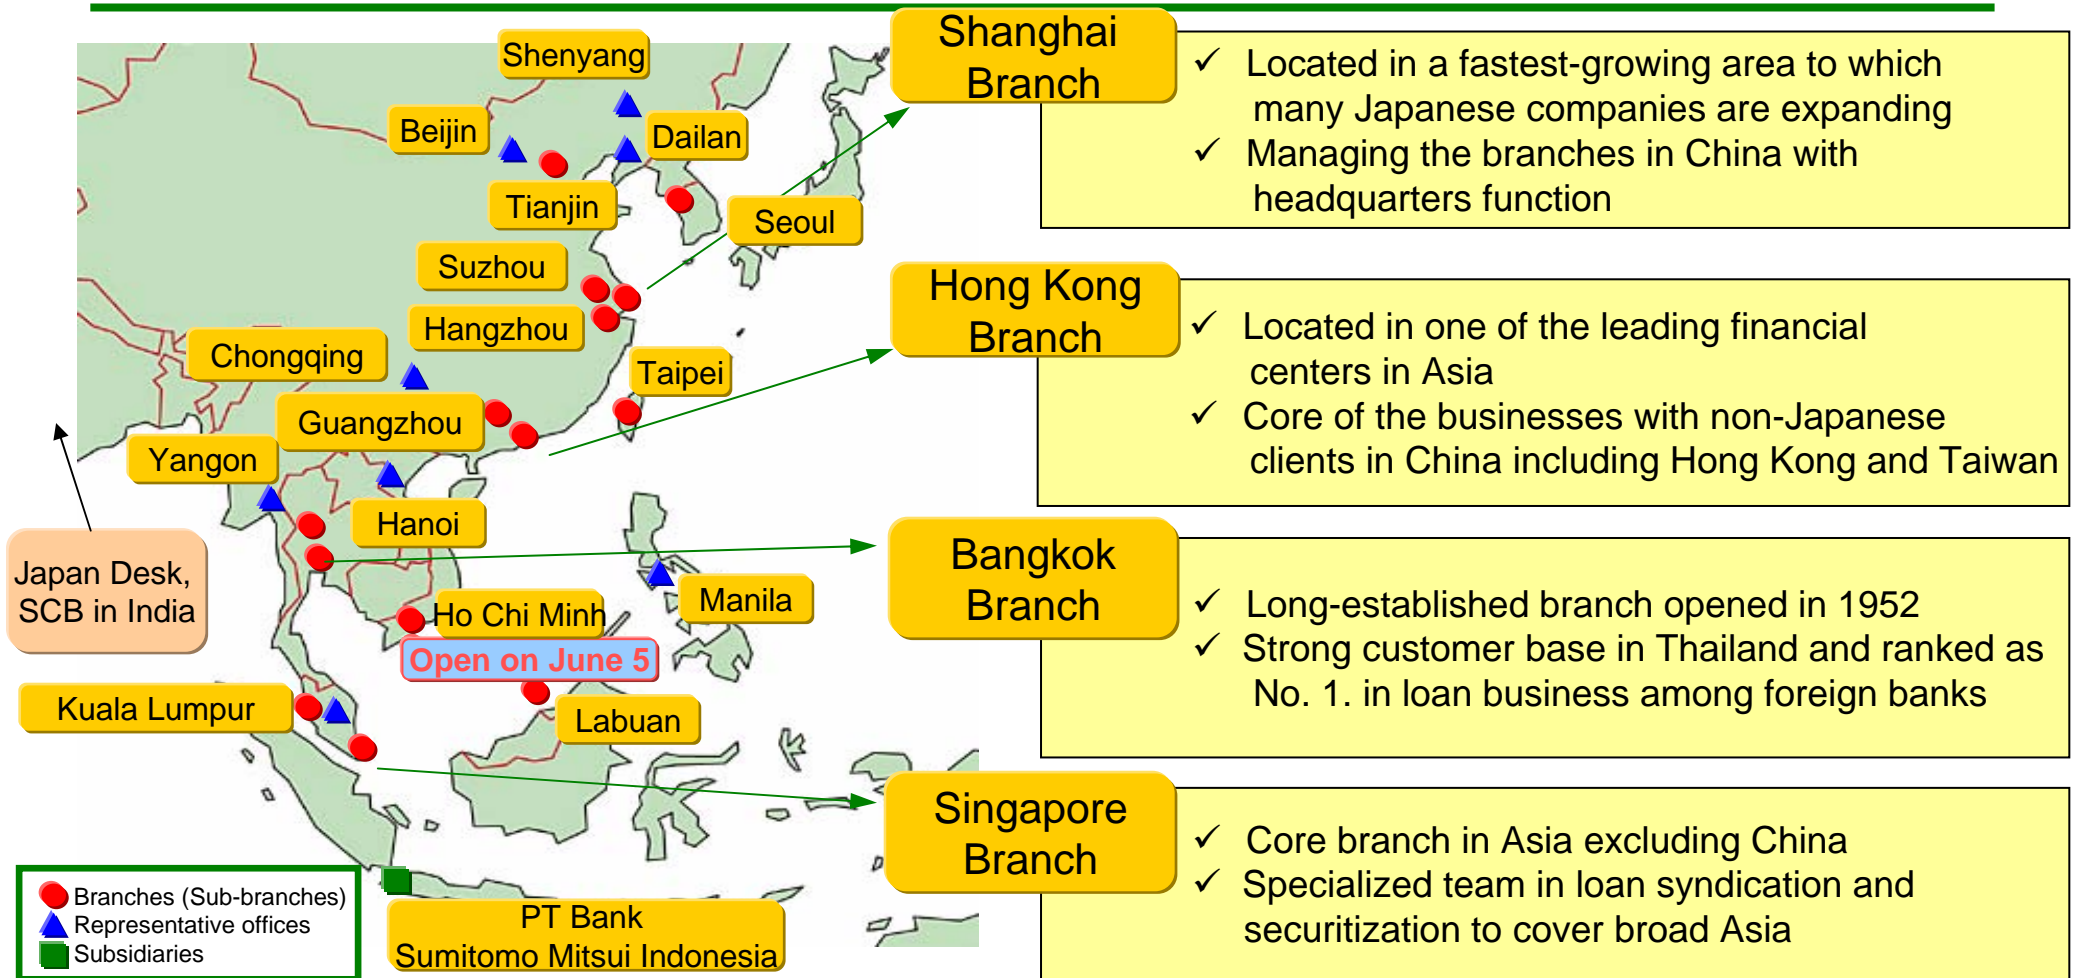 Shenyang
Beijin
Dailan
Tianjin
Seoul
Suzhou
Hangzhou
Chongqing
Taipei
Guangzhou
Yangon
Hanoi
Japan Desk,
SCB in India
Manila
Ho Chi Minh
Open on June 5
Kuala Lumpur
Labuan
PT Bank
Sumitomo Mitsui Indonesia
Branches (Sub-branches)
Representative offices
Subsidiaries
Shanghai
Branch
✓ Located in a fastest-growing area to which
many Japanese companies are expanding
✓ Managing the branches in China with
headquarters function
Hong Kong
Branch
✓ Located in one of the leading financial
centers in Asia
✓ Core of the businesses with non-Japanese
clients in China including Hong Kong and Taiwan
Bangkok
Branch
✓ Long-established branch opened in 1952
✓ Strong customer base in Thailand and ranked as
No. 1. in loan business among foreign banks
Singapore
Branch
✓ Core branch in Asia excluding China
✓ Specialized team in loan syndication and
securitization to cover broad Asia